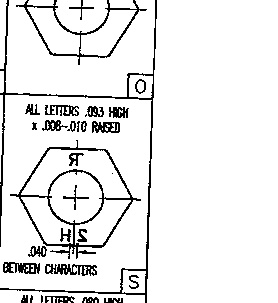 O
ALL LETTERS .093 HIGH
x .008-.010 RAISED
R
H
.040
BETWEEN CHARACTERS
S
ALL LETTERS .080 HIGH